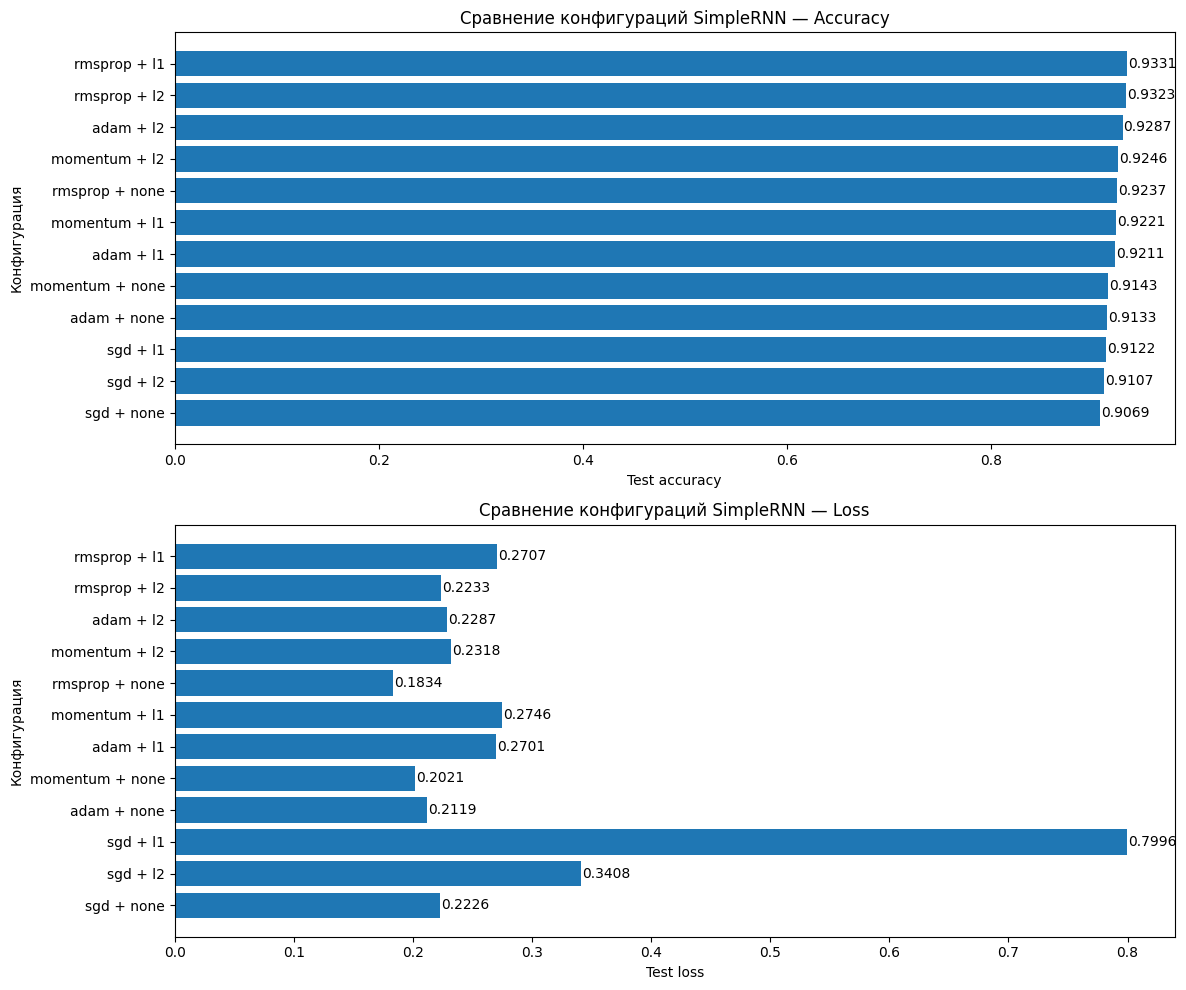 Сравнение конфигураций SimpleRNN — Accuracy
Конфигурация
rmsprop + l1 0.9331
rmsprop + l2 0.9323
adam + l2 0.9287
momentum + l2 0.9246
rmsprop + none 0.9237
momentum + l1 0.9221
adam + l1 0.9211
momentum + none 0.9143
adam + none 0.9133
sgd + l1 0.9122
sgd + l2 0.9107
sgd + none 0.9069
0.0 0.2 0.4 0.6 0.8
Test accuracy
Сравнение конфигураций SimpleRNN — Loss
Конфигурация
rmsprop + l1 0.2707
rmsprop + l2 0.2233
adam + l2 0.2287
momentum + l2 0.2318
rmsprop + none 0.1834
momentum + l1 0.2746
adam + l1 0.2701
momentum + none 0.2021
adam + none 0.2119
sgd + l1 0.7996
sgd + l2 0.3408
sgd + none 0.2226
0.0 0.1 0.2 0.3 0.4 0.5 0.6 0.7 0.8
Test loss